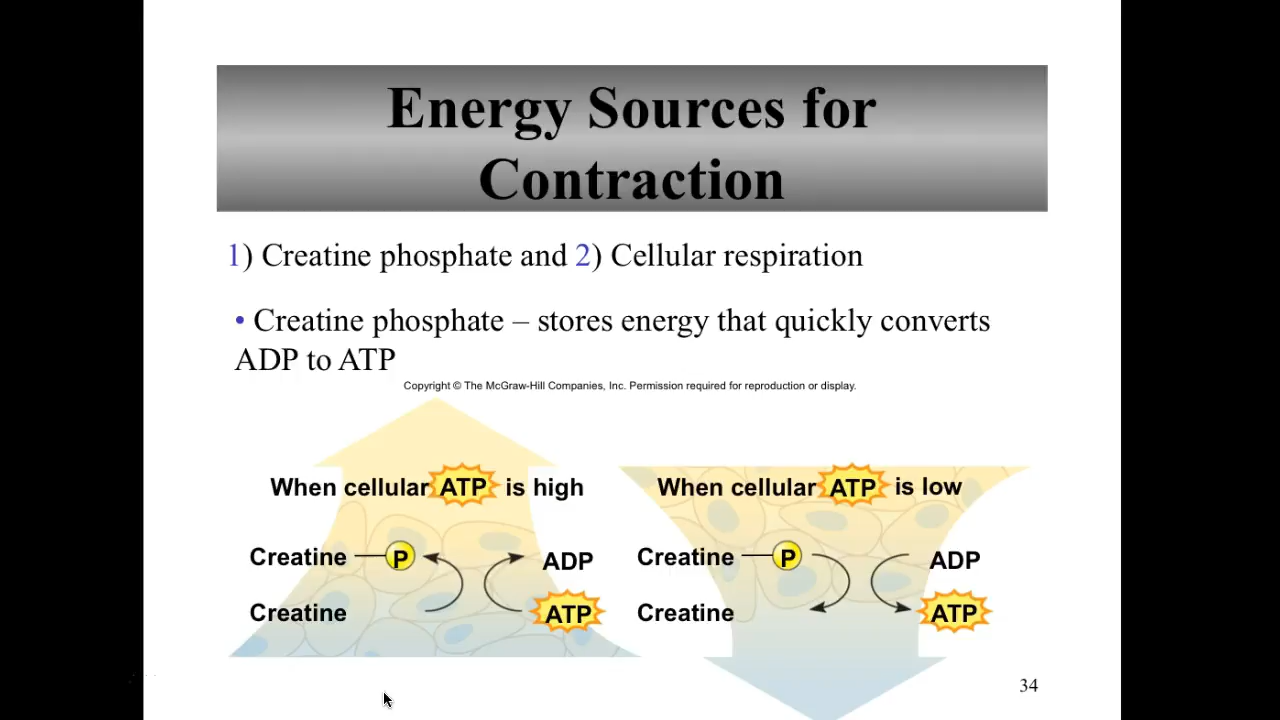 Energy Sources for
Contraction
1) Creatine phosphate and 2) Cellular respiration
• Creatine phosphate – stores energy that quickly converts
ADP to ATP
Copyright © The McGraw-Hill Companies, Inc. Permission required for reproduction or display.
When cellular ATP is high
Creatine P ADP
Creatine ATP
When cellular ATP is low
Creatine P ADP
Creatine ATP
34